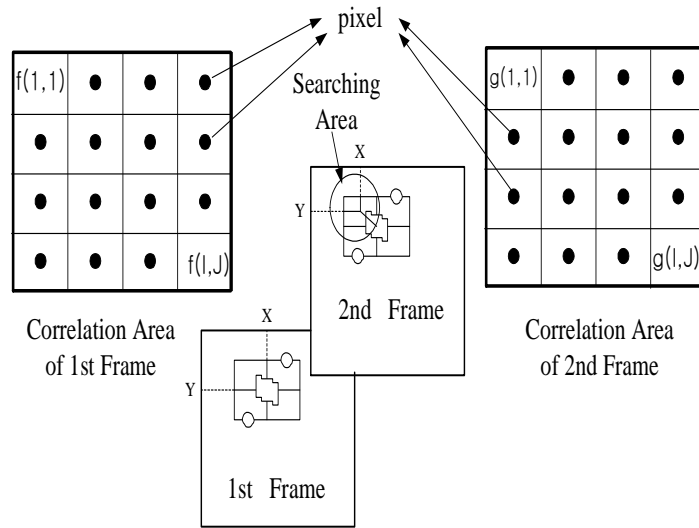 pixel
f(1,1)
g(1,1)
Searching
Area
X
Y
f(I,J)
g(I,J)
2nd Frame
Correlation Area
of 1st Frame
Correlation Area
of 2nd Frame
X
Y
1st Frame